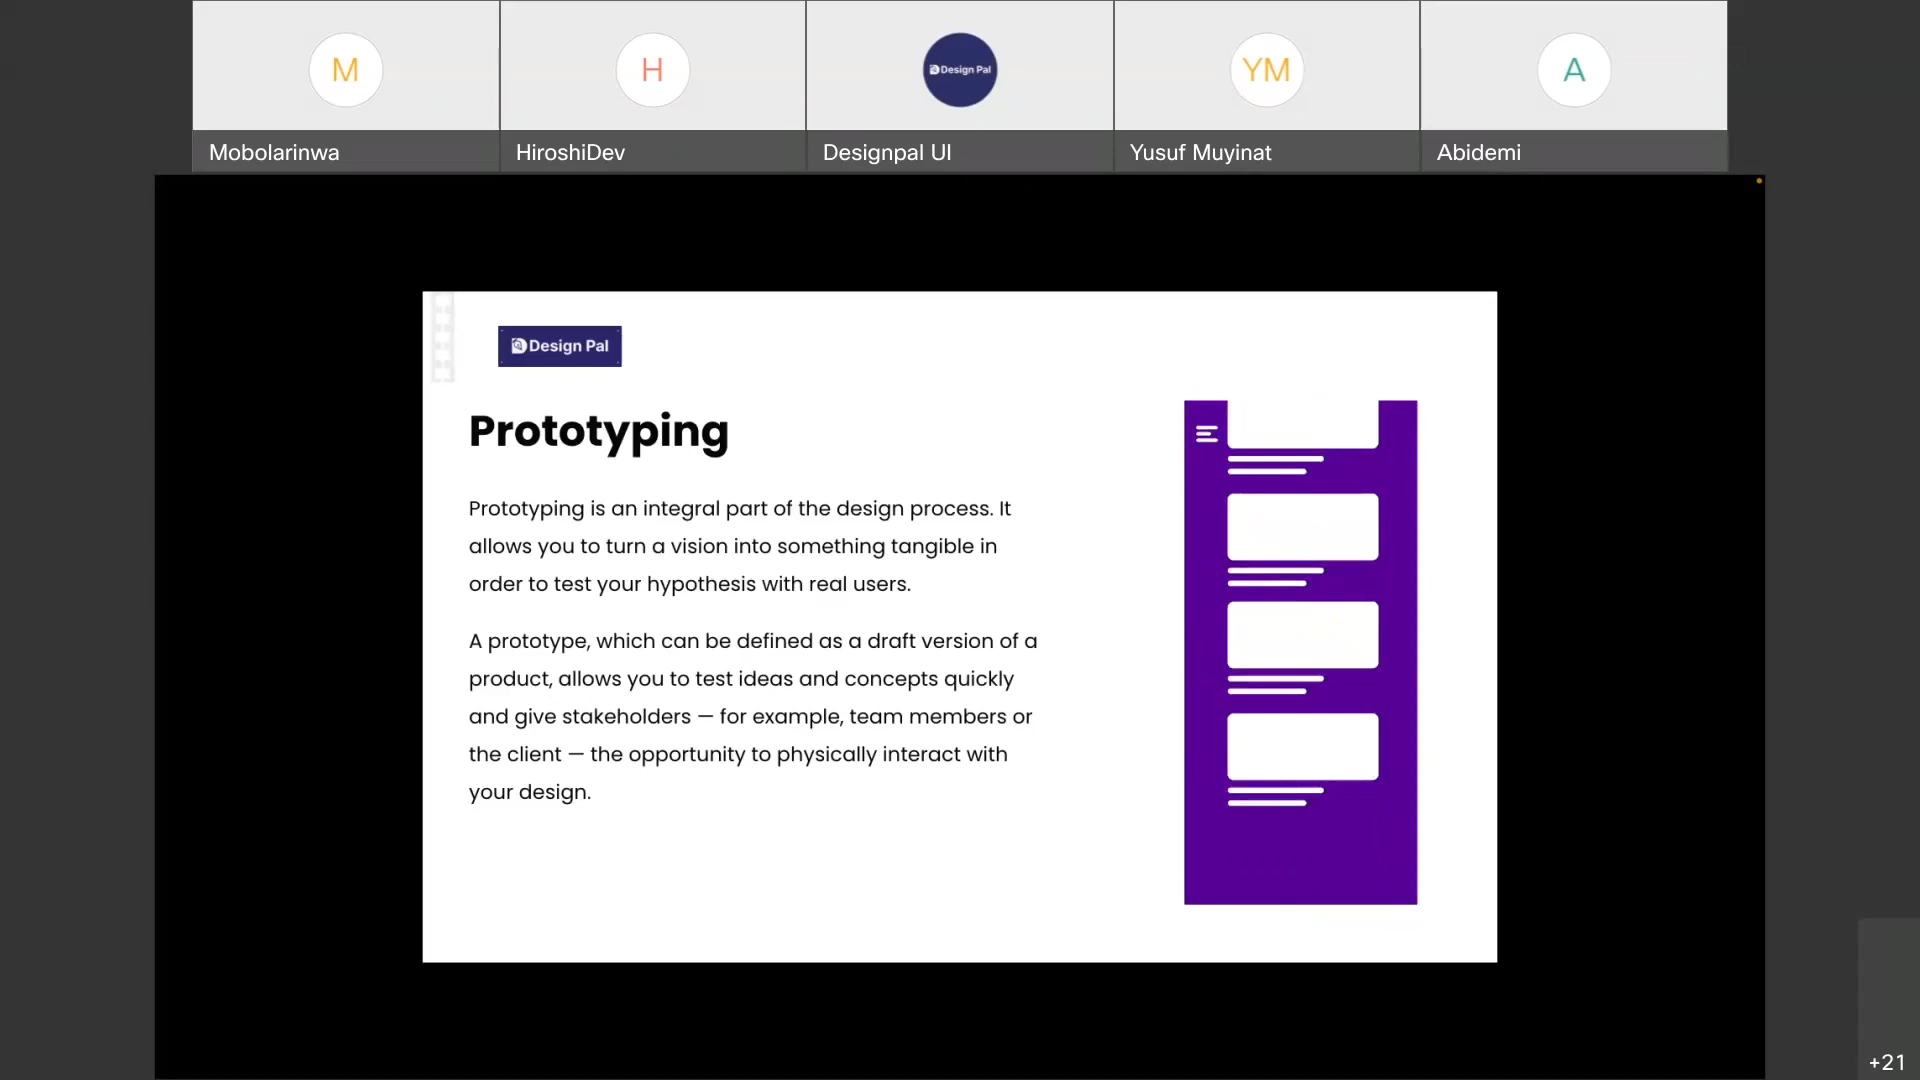 M
H
Design Pal
YM
A
Mobolarinwa
HiroshiDev
Designpal UI
Yusuf Muyinat
Abidemi
Design Pal
Prototyping
Prototyping is an integral part of the design process. It
allows you to turn a vision into something tangible in
order to test your hypothesis with real users.
A prototype, which can be defined as a draft version of a
product, allows you to test ideas and concepts quickly
and give stakeholders — for example, team members or
the client — the opportunity to physically interact with
your design.
+21